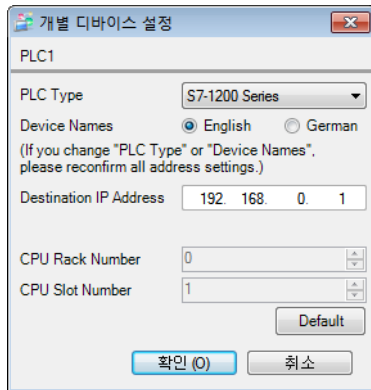 개별 디바이스 설정
PLC1
PLC Type
S7-1200 Series
Device Names
English
German
(If you change "PLC Type" or "Device Names",
please reconfirm all address settings.)
Destination IP Address
192. 168. 0. 1
CPU Rack Number
0
CPU Slot Number
1
Default
확인(O)
취소